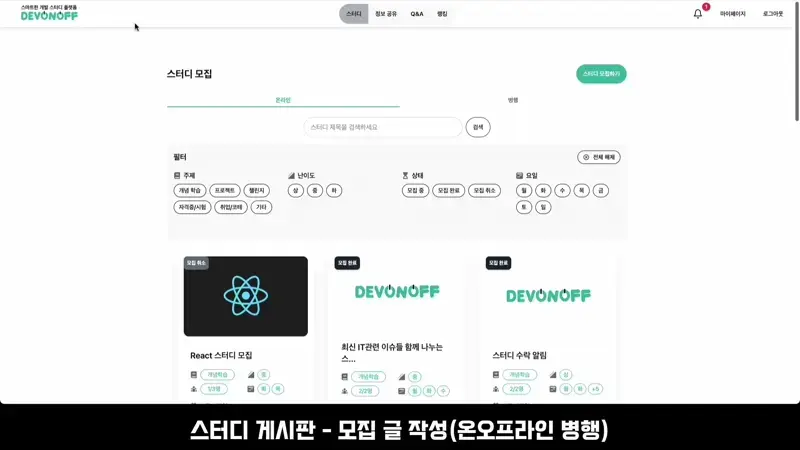 스마트한 개발 스터디 플랫폼
DEVONOFF
스터디 정보 공유 Q&A 랭킹
1
마이페이지 로그아웃
스터디 모집
스터디 모집하기
온라인 병행
스터디 제목을 검색하세요 검색
필터 전체 해제
주제 난이도 상태 요일
개념 학습 프로젝트 챌린지 상 중 하 모집 중 모집 완료 모집 취소 월 화 수 목 금
자격증/시험 취업/코테 기타 토 일
모집 취소 모집 완료 모집 완료
DEVONOFF DEVONOFF
React 스터디 모집
최신 IT관련 이슈들 함께 나누는
스...
스터디 수락 알림
개념학습 중 개념학습 중 개념학습 상
1/3명 2/2명 월 화 수 2/2명 +5
스터디 게시판 - 모집 글 작성(온오프라인 병행)